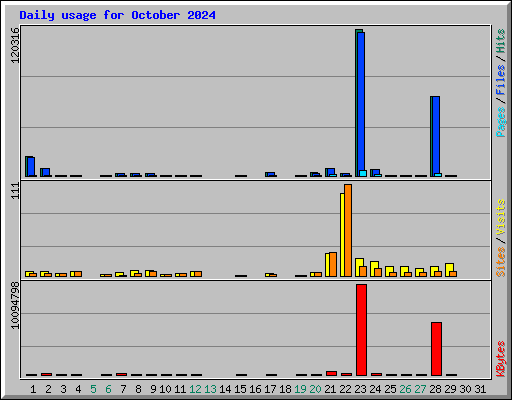 Daily usage for October 2024
120316
Pages / Files / Hits
111
Sites / Visits
10094798
KBytes
1 2 3 4 5 6 7 8 9 10 11 12 13 14 15 16 17 18 19 20 21 22 23 24 25 26 27 28 29 30 31